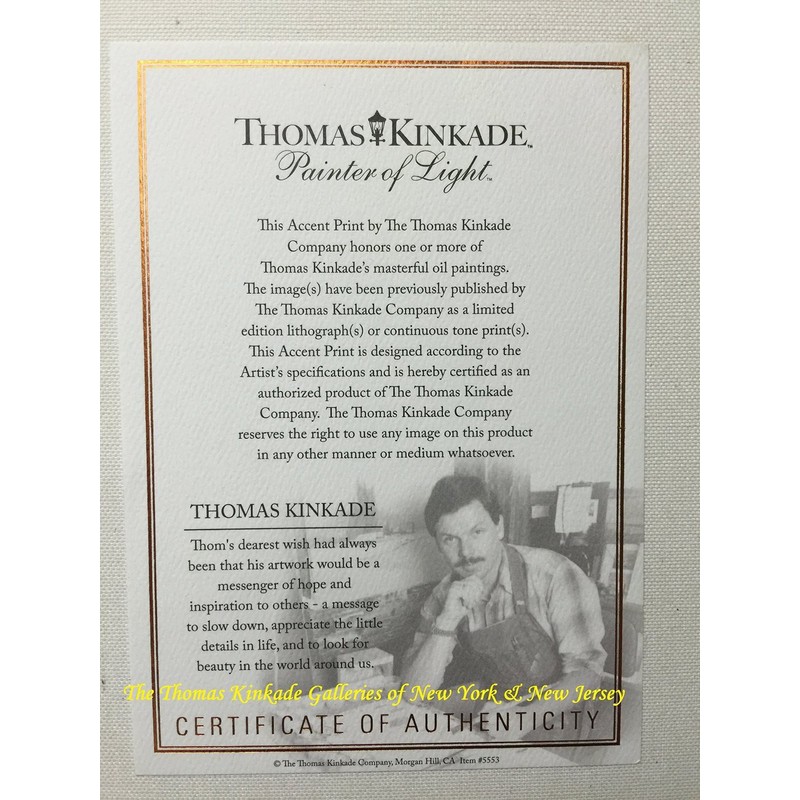 THOMAS KINKADE™
Painter of Light™
This Accent Print by The Thomas Kinkade
Company honors one or more of
Thomas Kinkade's masterful oil paintings.
The image(s) have been previously published by
The Thomas Kinkade Company as a limited
edition lithograph(s) or continuous tone print(s).
This Accent Print is designed according to the
Artist's specifications and is hereby certified as an
authorized product of The Thomas Kinkade
Company. The Thomas Kinkade Company
reserves the right to use any image on this product
in any other manner or medium whatsoever.
THOMAS KINKADE
Thom's dearest wish had always
been that his artwork would be a
messenger of hope and
inspiration to others - a message
to slow down, appreciate the little
details in life, and to look for
beauty in the world around us.
The Thomas Kinkade Galleries of New York & New Jersey
CERTIFICATE OF AUTHENTICITY
© The Thomas Kinkade Company, Morgan Hill, CA Item #5553